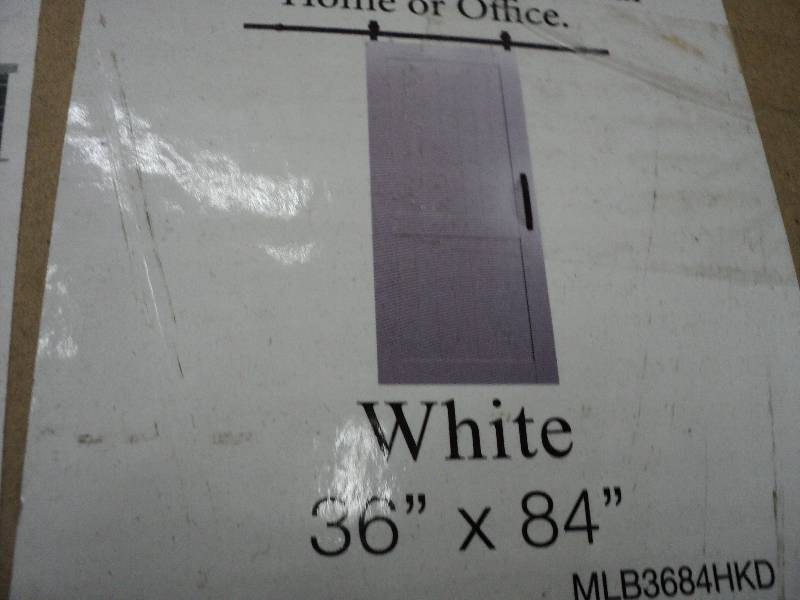 Home or Office.
White
36” x 84”
MLB3684HKD